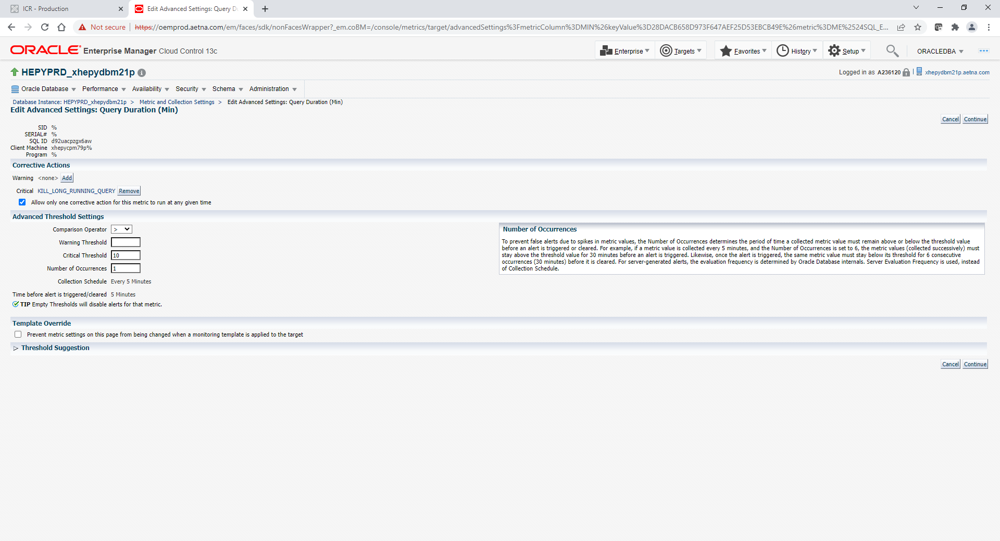 ICR - Production
Edit Advanced Settings: Query D
Not secure
https://oemprod.aetna.com/em/faces/sdk/nonFacesWrapper?_em.coBM=/console/metrics/target/advancedSettings%3FmetricColumn%3DMIN%26keyValue%3D28DACB658D973F647AEF25D53EBCB49E%26metric%3DME%2524SQL_E...
ORACLE Enterprise Manager Cloud Control 13c
Enterprise
Targets
Favorites
History
Setup
ORACLEDBA
HEPYPRD_xhepydbm21p
Logged in as A236120
xhepydbm21p.aetna.com
Oracle Database
Performance
Availability
Security
Schema
Administration
Database Instance: HEPYPRD_xhepydbm21p > Metric and Collection Settings > Edit Advanced Settings: Query Duration (Min)
Edit Advanced Settings: Query Duration (Min)
Cancel
Continue
SID %
SERIAL# %
SQL ID d92uacpzgx6aw
Client Machine xhepycpm79p%
Program %
Corrective Actions
Warning <none> Add
Critical KILL_LONG_RUNNING_QUERY Remove
Allow only one corrective action for this metric to run at any given time
Advanced Threshold Settings
Comparison Operator >
Warning Threshold
Critical Threshold 10
Number of Occurrences 1
Collection Schedule Every 5 Minutes
Time before alert is triggered/cleared 5 Minutes
TIP Empty Thresholds will disable alerts for that metric.
Number of Occurrences
To prevent false alerts due to spikes in metric values, the Number of Occurrences determines the period of time a collected metric value must remain above or below the threshold value
before an alert is triggered or cleared. For example, if a metric value is collected every 5 minutes, and the Number of Occurrences is set to 6, the metric values (collected successively) must
stay above the threshold value for 30 minutes before an alert is triggered. Likewise, once the alert is triggered, the same metric value must stay below its threshold for 6 consecutive
occurrences (30 minutes) before it is cleared. For server-generated alerts, the evaluation frequency is determined by Oracle Database internals. Server Evaluation Frequency is used, instead
of Collection Schedule.
Template Override
Prevent metric settings on this page from being changed when a monitoring template is applied to the target
Threshold Suggestion
Cancel
Continue